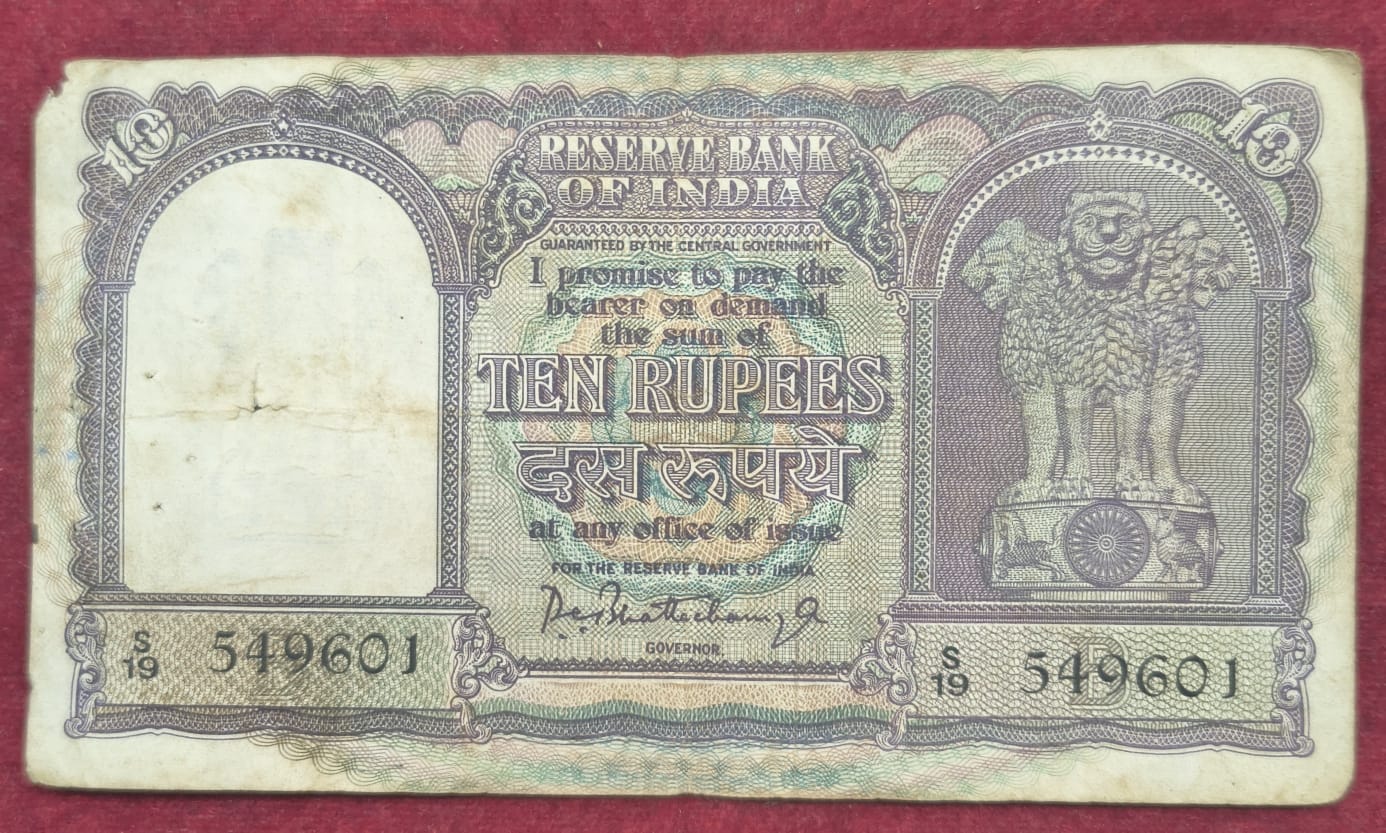 10
10
RESERVE BANK
OF INDIA
GUARANTEED BY THE CENTRAL GOVERNMENT
I promise to pay the
bearer on demand
the sum of
TEN RUPEES
दस रूपये
at any office of issue
FOR THE RESERVE BANK OF INDIA
P. C. Bhattacharyya
GOVERNOR.
S
19 549601
S
19 549601
B